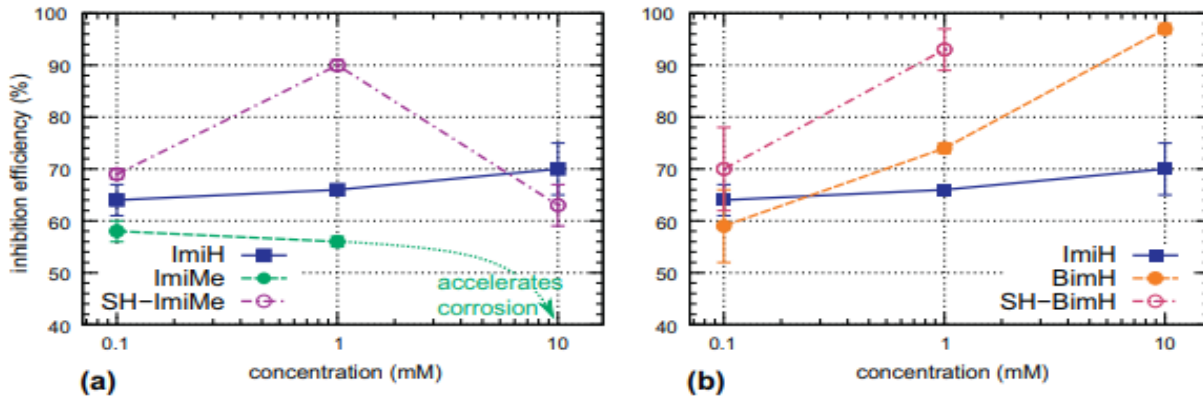 inhibition efficiency (%)
100
90
80
70
60
50
40
ImiH
ImiMe
SH-ImiMe
accelerates
corrosion
0.1
1
10
concentration (mM)
(a)
100
90
80
70
60
50
40
ImiH
BimH
SH-BimH
0.1
1
10
concentration (mM)
(b)